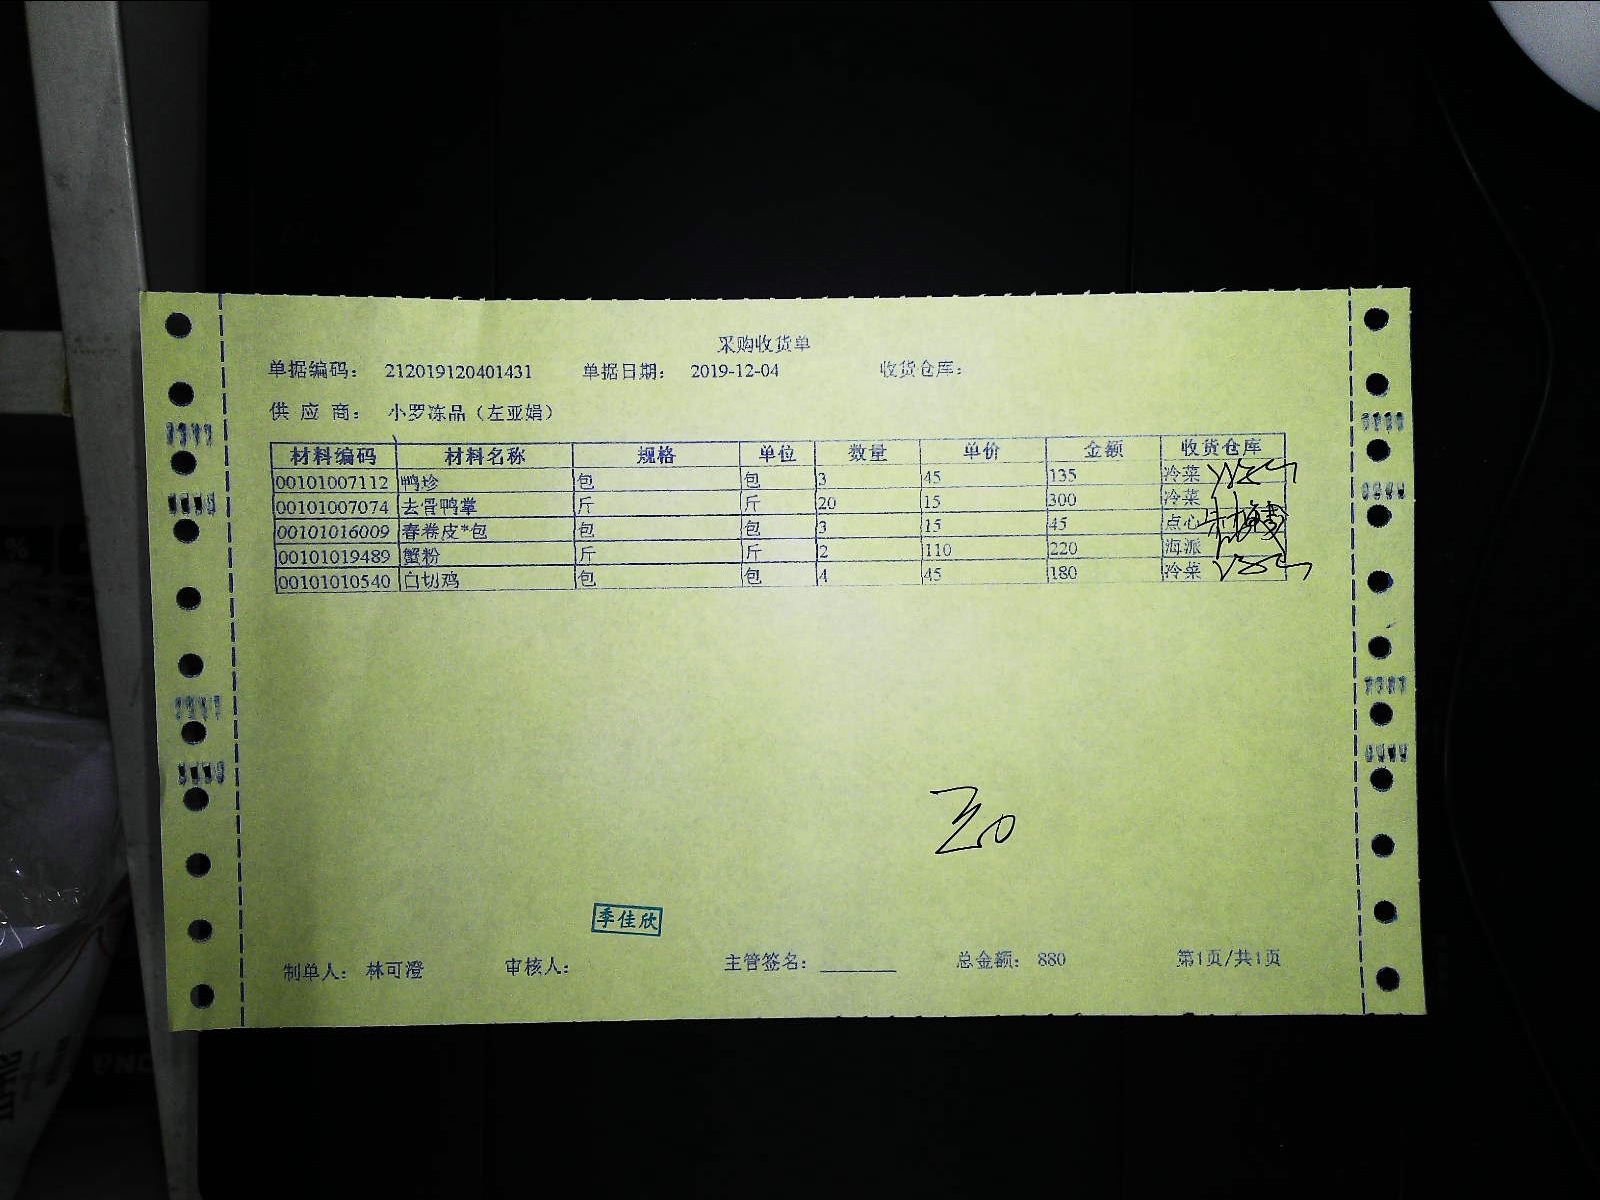 采购收货单
单据编码： 212019120401431 单据日期： 2019-12-04 收货仓库：
供 应 商： 小罗冻品（左亚娟）
材料编码 材料名称 规格 单位 数量 单价 金额 收货仓库
00101007112 鸭珍 包 包 3 45 135 冷菜
00101007074 去骨鸭掌 斤 斤 20 15 300 冷菜
00101016009 春卷皮*包 包 包 3 15 45 点心
00101019489 蟹粉 斤 斤 2 110 220 海派
00101010540 白切鸡 包 包 4 45 180 冷菜
季佳欣
制单人： 林可澄 审核人： 主管签名： ________ 总金额： 880 第1页/共1页